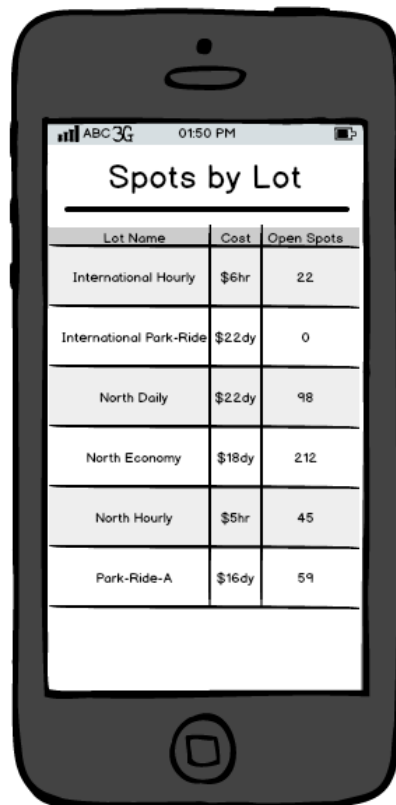 ABC 3G 01:50 PM
Spots by Lot
Lot Name Cost Open Spots
International Hourly $6hr 22
International Park-Ride $22dy 0
North Daily $22dy 98
North Economy $18dy 212
North Hourly $5hr 45
Park-Ride-A $16dy 59